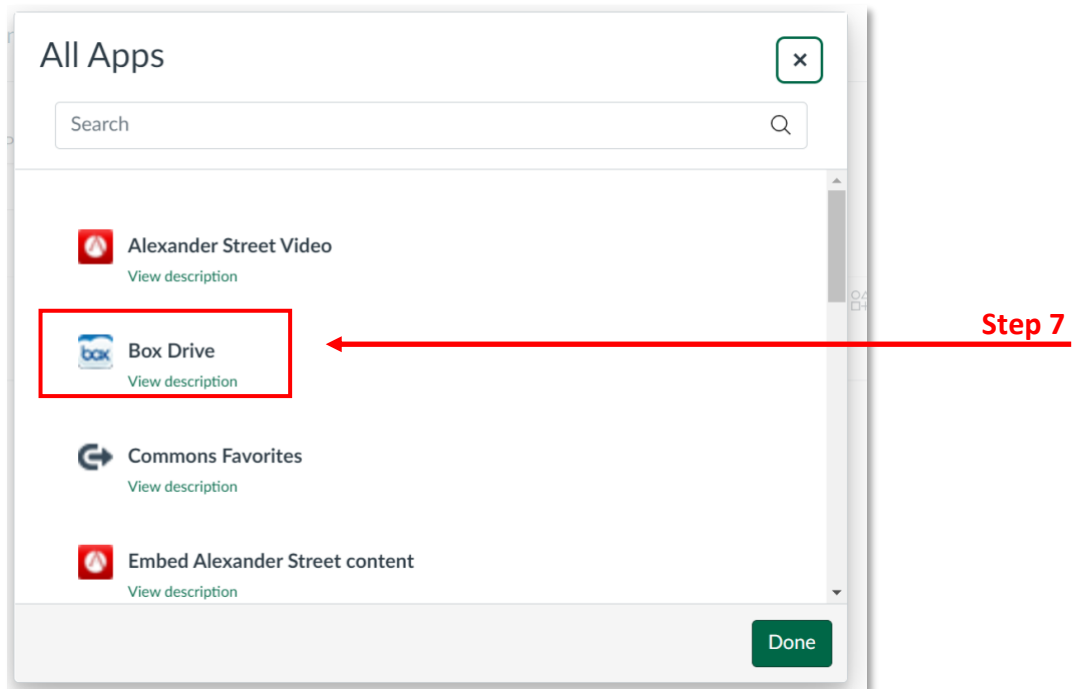 All Apps
×
Search
Alexander Street Video
View description
Step 7
box
Box Drive
View description
Commons Favorites
View description
Embed Alexander Street content
View description
Done